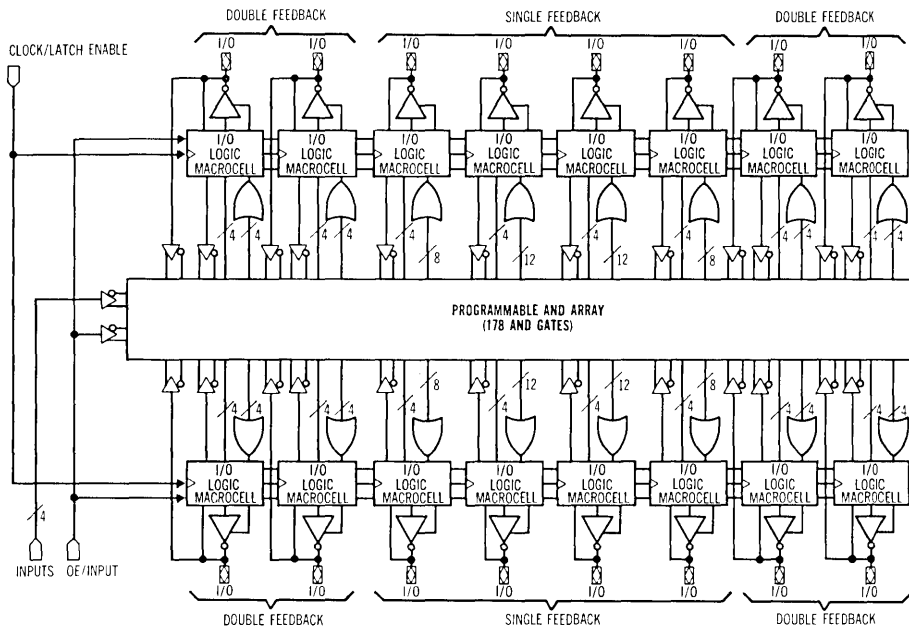 DOUBLE FEEDBACK SINGLE FEEDBACK DOUBLE FEEDBACK
I/O I/O I/O I/O I/O I/O I/O I/O
CLOCK/LATCH ENABLE
I/O LOGIC MACROCELL
I/O LOGIC MACROCELL
I/O LOGIC MACROCELL
I/O LOGIC MACROCELL
I/O LOGIC MACROCELL
I/O LOGIC MACROCELL
I/O LOGIC MACROCELL
I/O LOGIC MACROCELL
4 4 4 4 4 8 4 12 4 12 4 8 4 4 4 4
PROGRAMMABLE AND ARRAY
(178 AND GATES)
4 4 4 4 4 8 4 12 4 12 4 8 4 4 4 4
I/O LOGIC MACROCELL
I/O LOGIC MACROCELL
I/O LOGIC MACROCELL
I/O LOGIC MACROCELL
I/O LOGIC MACROCELL
I/O LOGIC MACROCELL
I/O LOGIC MACROCELL
I/O LOGIC MACROCELL
4
INPUTS OE/INPUT
I/O I/O I/O I/O I/O I/O I/O I/O
DOUBLE FEEDBACK SINGLE FEEDBACK DOUBLE FEEDBACK